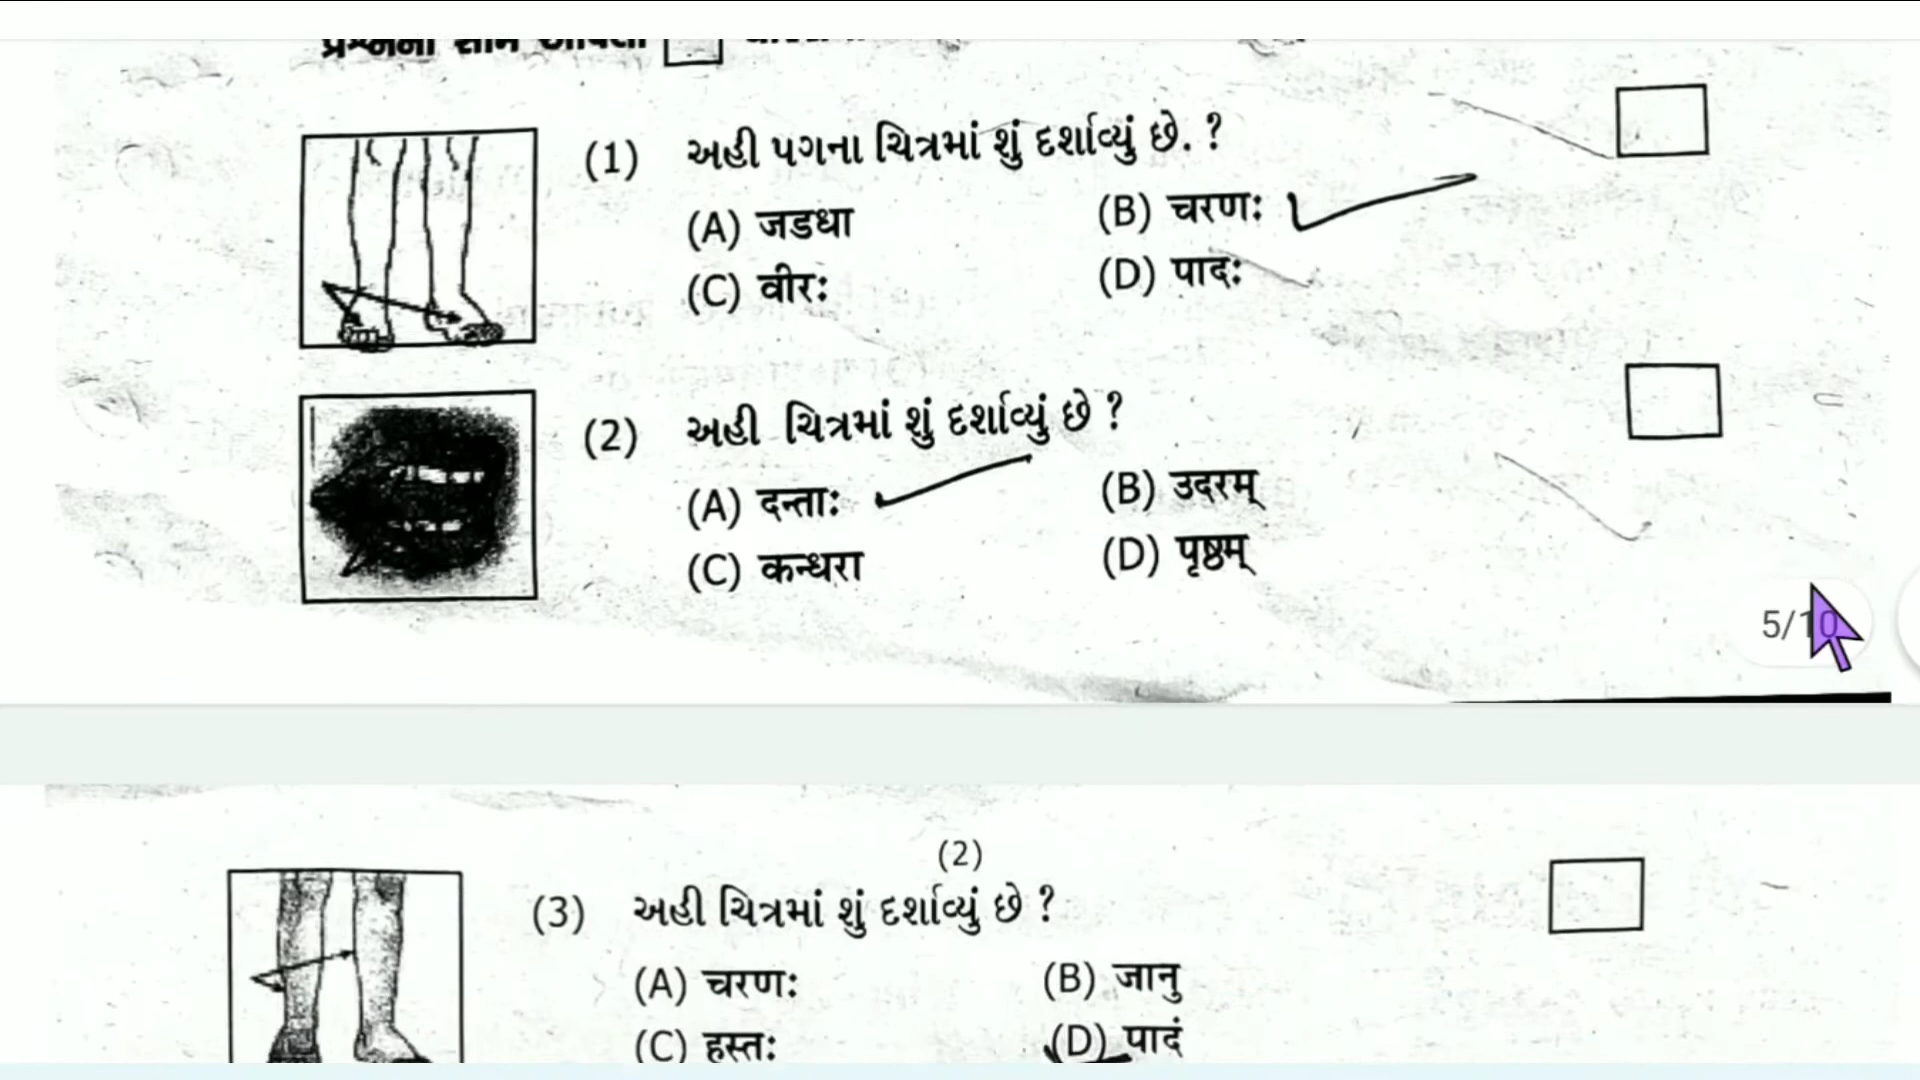 (1) અહી પગના ચિત્રમાં શું દર્શાવ્યું છે. ?
(A) जडधा (B) चरणः
(C) वीरः (D) पादः
(2) અહી ચિત્રમાં શું દર્શાવ્યું છે ?
(A) दन्ताः (B) उदरम्
(C) कन्धरा (D) पृष्ठम्
5/10
(2)
(3) અહી ચિત્રમાં શું દર્શાવ્યું છે ?
(A) चरणः (B) जानु
(C) हस्तः (D) पादं